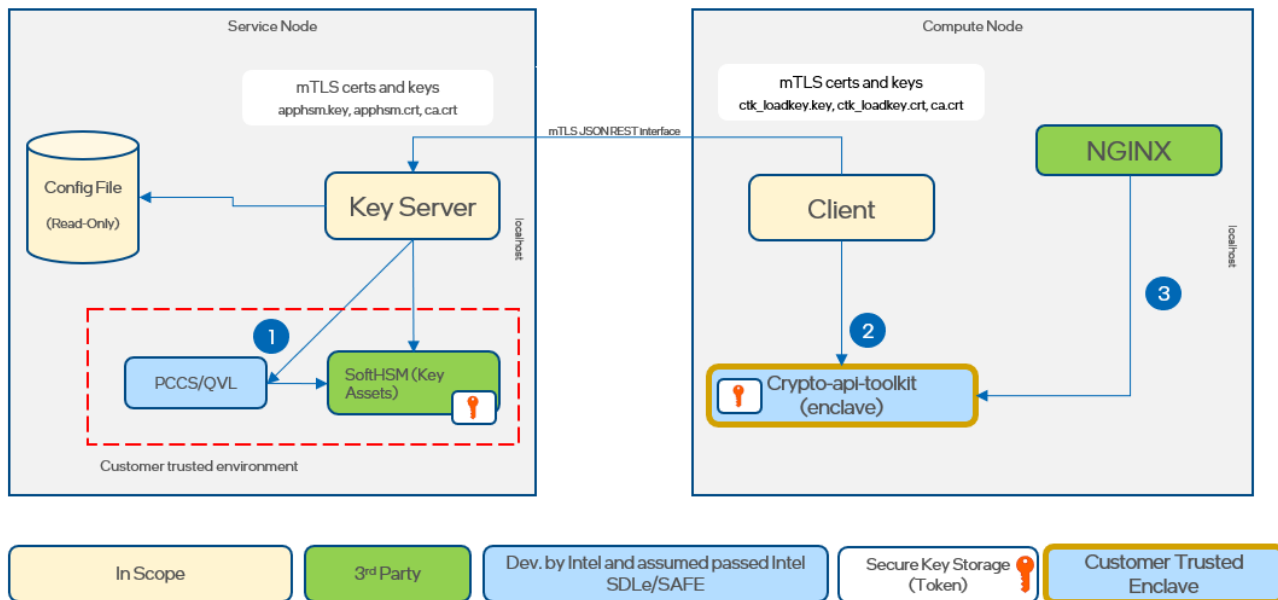 Service Node
mTLS certs and keys
apphsm.key, apphsm.crt, ca.crt
Config File
(Read-Only)
Key Server
localhost
1
PCCS/QVL
SoftHSM (Key
Assets)
Customer trusted environment
mTLS JSON REST interface
Compute Node
mTLS certs and keys
ctk_loadkey.key, ctk_loadkey.crt, ca.crt
NGINX
Client
localhost
2
3
Crypto-api-toolkit
(enclave)
In Scope
3rd Party
Dev. by Intel and assumed passed Intel
SDLe/SAFE
Secure Key Storage
(Token)
Customer Trusted
Enclave